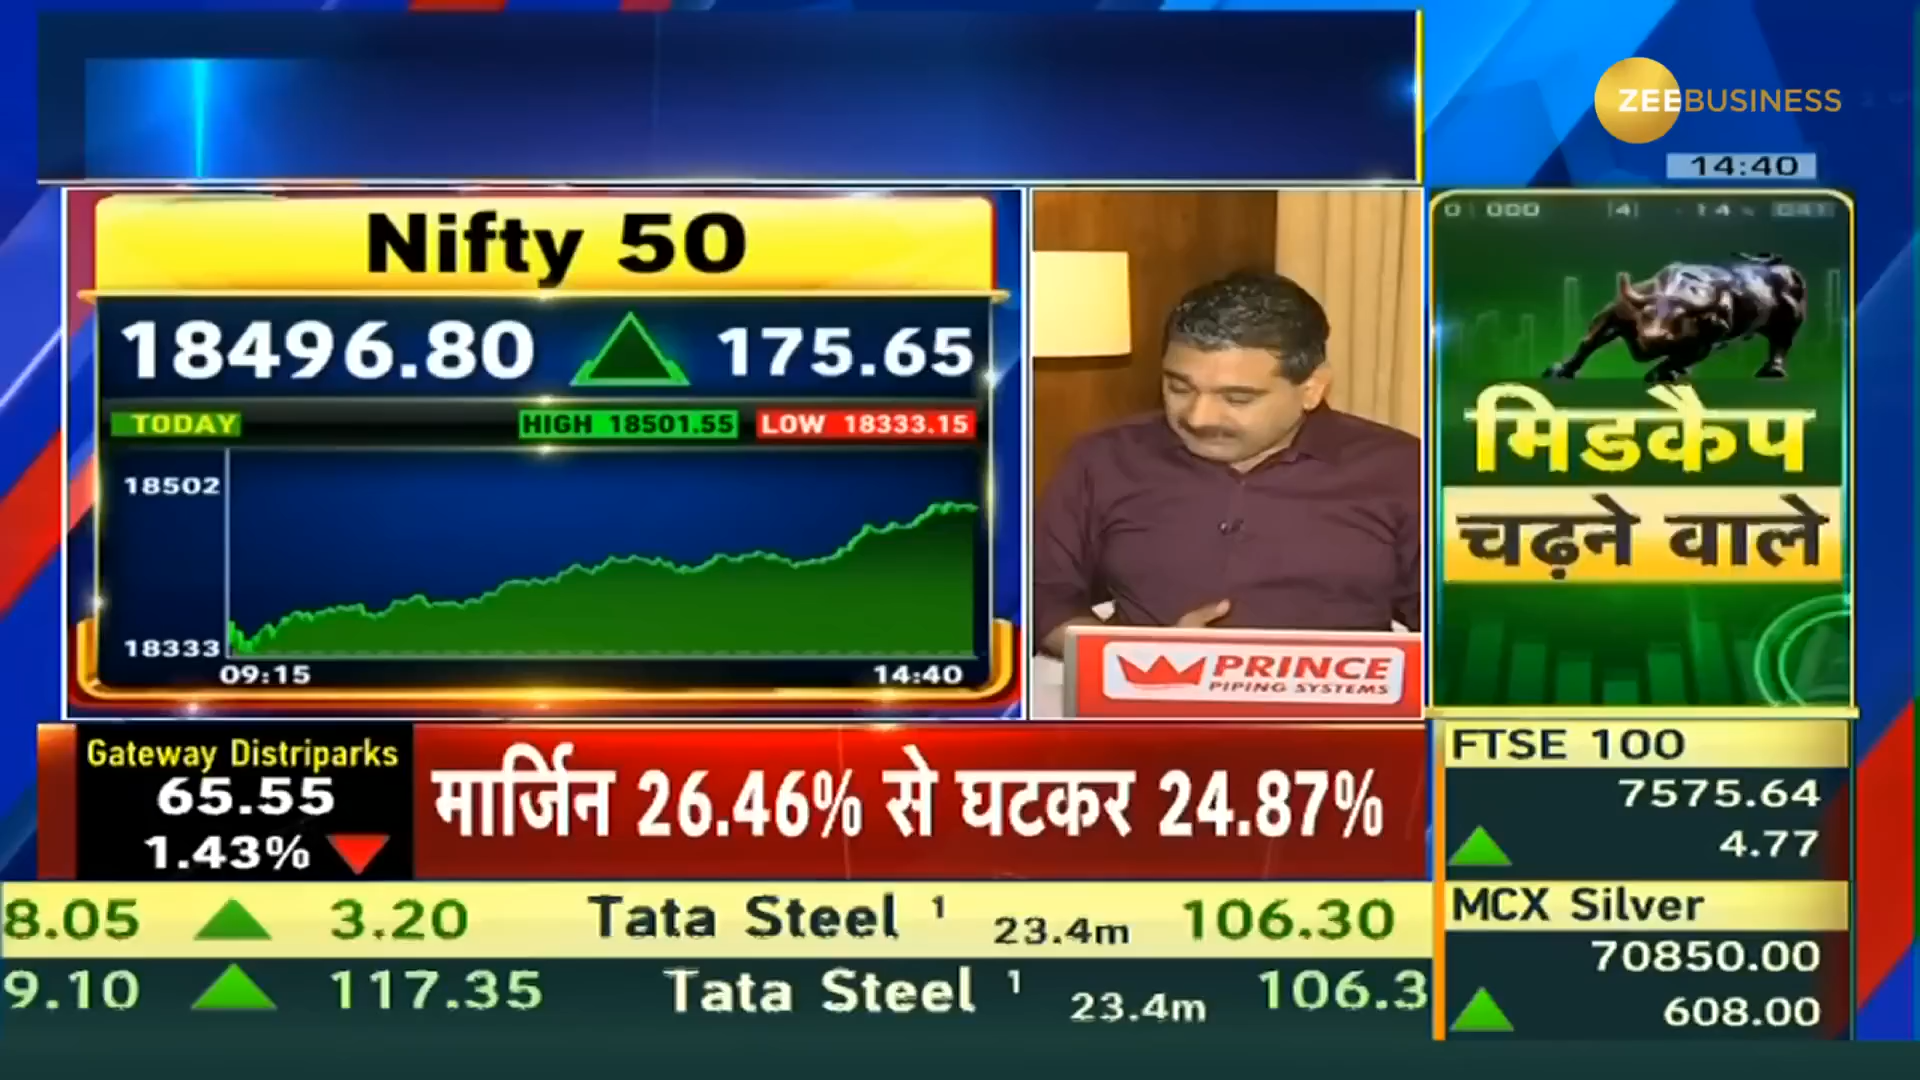 ZEEBUSINESS
14:40
Nifty 50
18496.80 175.65
TODAY HIGH 18501.55 LOW 18333.15
18502
18333
09:15 14:40
PRINCE
PIPING SYSTEMS
मिडकैप
चढ़ने वाले
Gateway Distriparks
65.55
1.43%
मार्जिन 26.46% से घटकर 24.87%
FTSE 100
7575.64
4.77
MCX Silver
70850.00
608.00
8.05 3.20 Tata Steel 1 23.4m 106.30
9.10 117.35 Tata Steel 1 23.4m 106.3